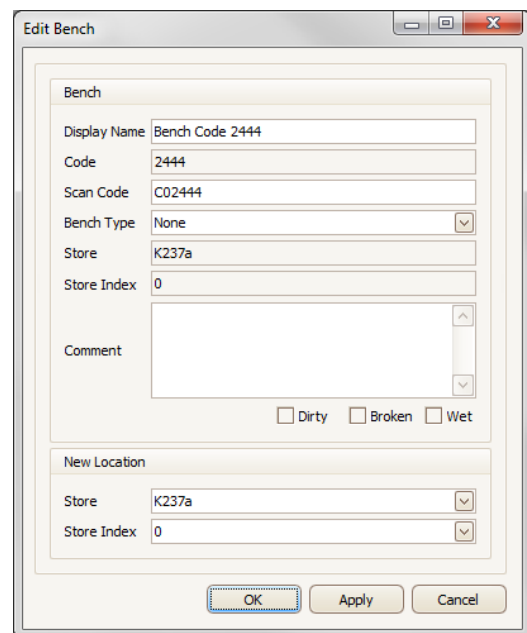 Edit Bench
Bench
Display Name Bench Code 2444
Code 2444
Scan Code C02444
Bench Type None
Store K237a
Store Index 0
Comment
Dirty Broken Wet
New Location
Store K237a
Store Index 0
OK Apply Cancel